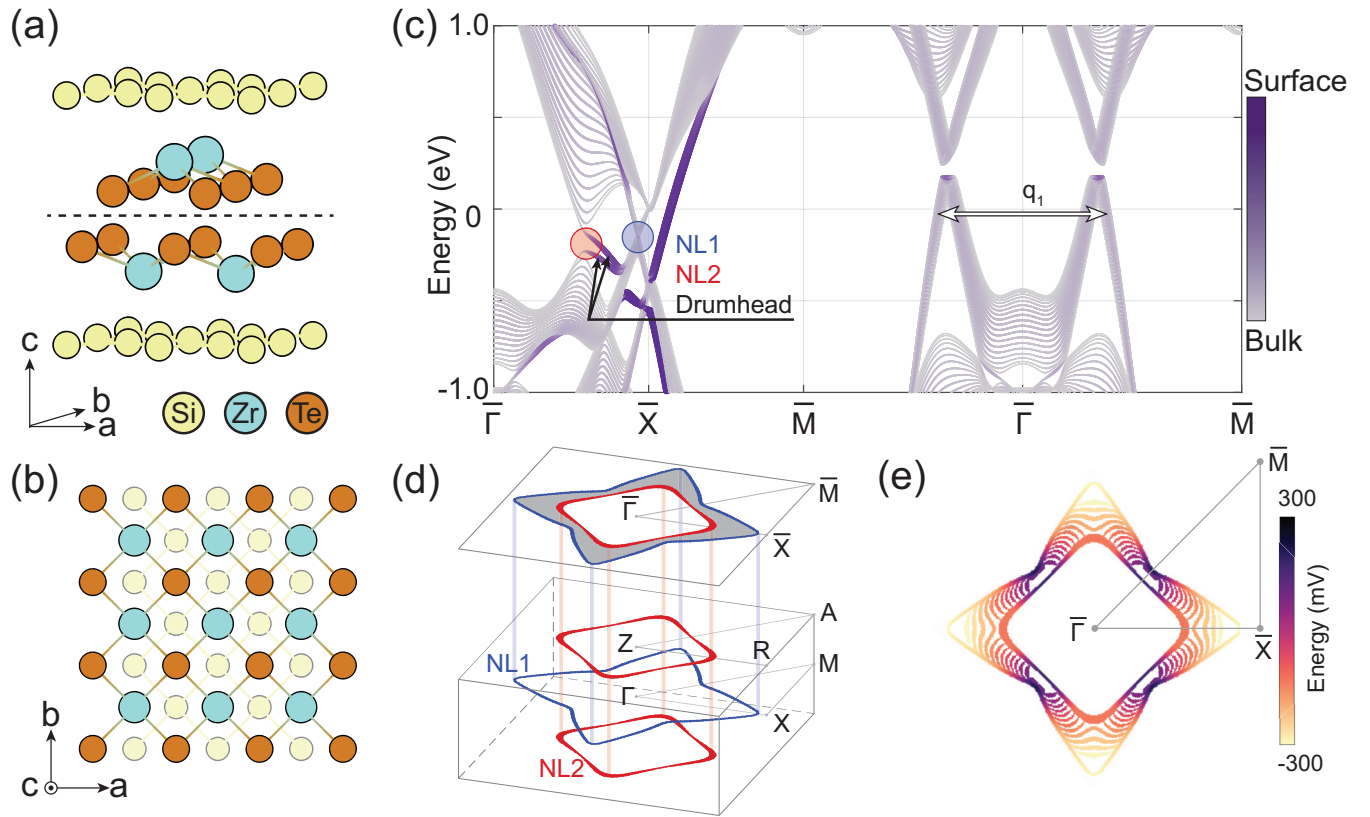 (a)
c
b
a
Si
Zr
Te
(b)
b
c
a
(c)
1.0
0
-1.0
Energy (eV)
NL1
NL2
Drumhead
q1
Γ̅
X̅
M̅
Γ̅
M̅
Surface
Bulk
(d)
Γ̅
M̅
X̅
A
Z
R
NL1
M
Γ
X
NL2
(e)
M̅
Γ̅
X̅
300
Energy (mV)
-300